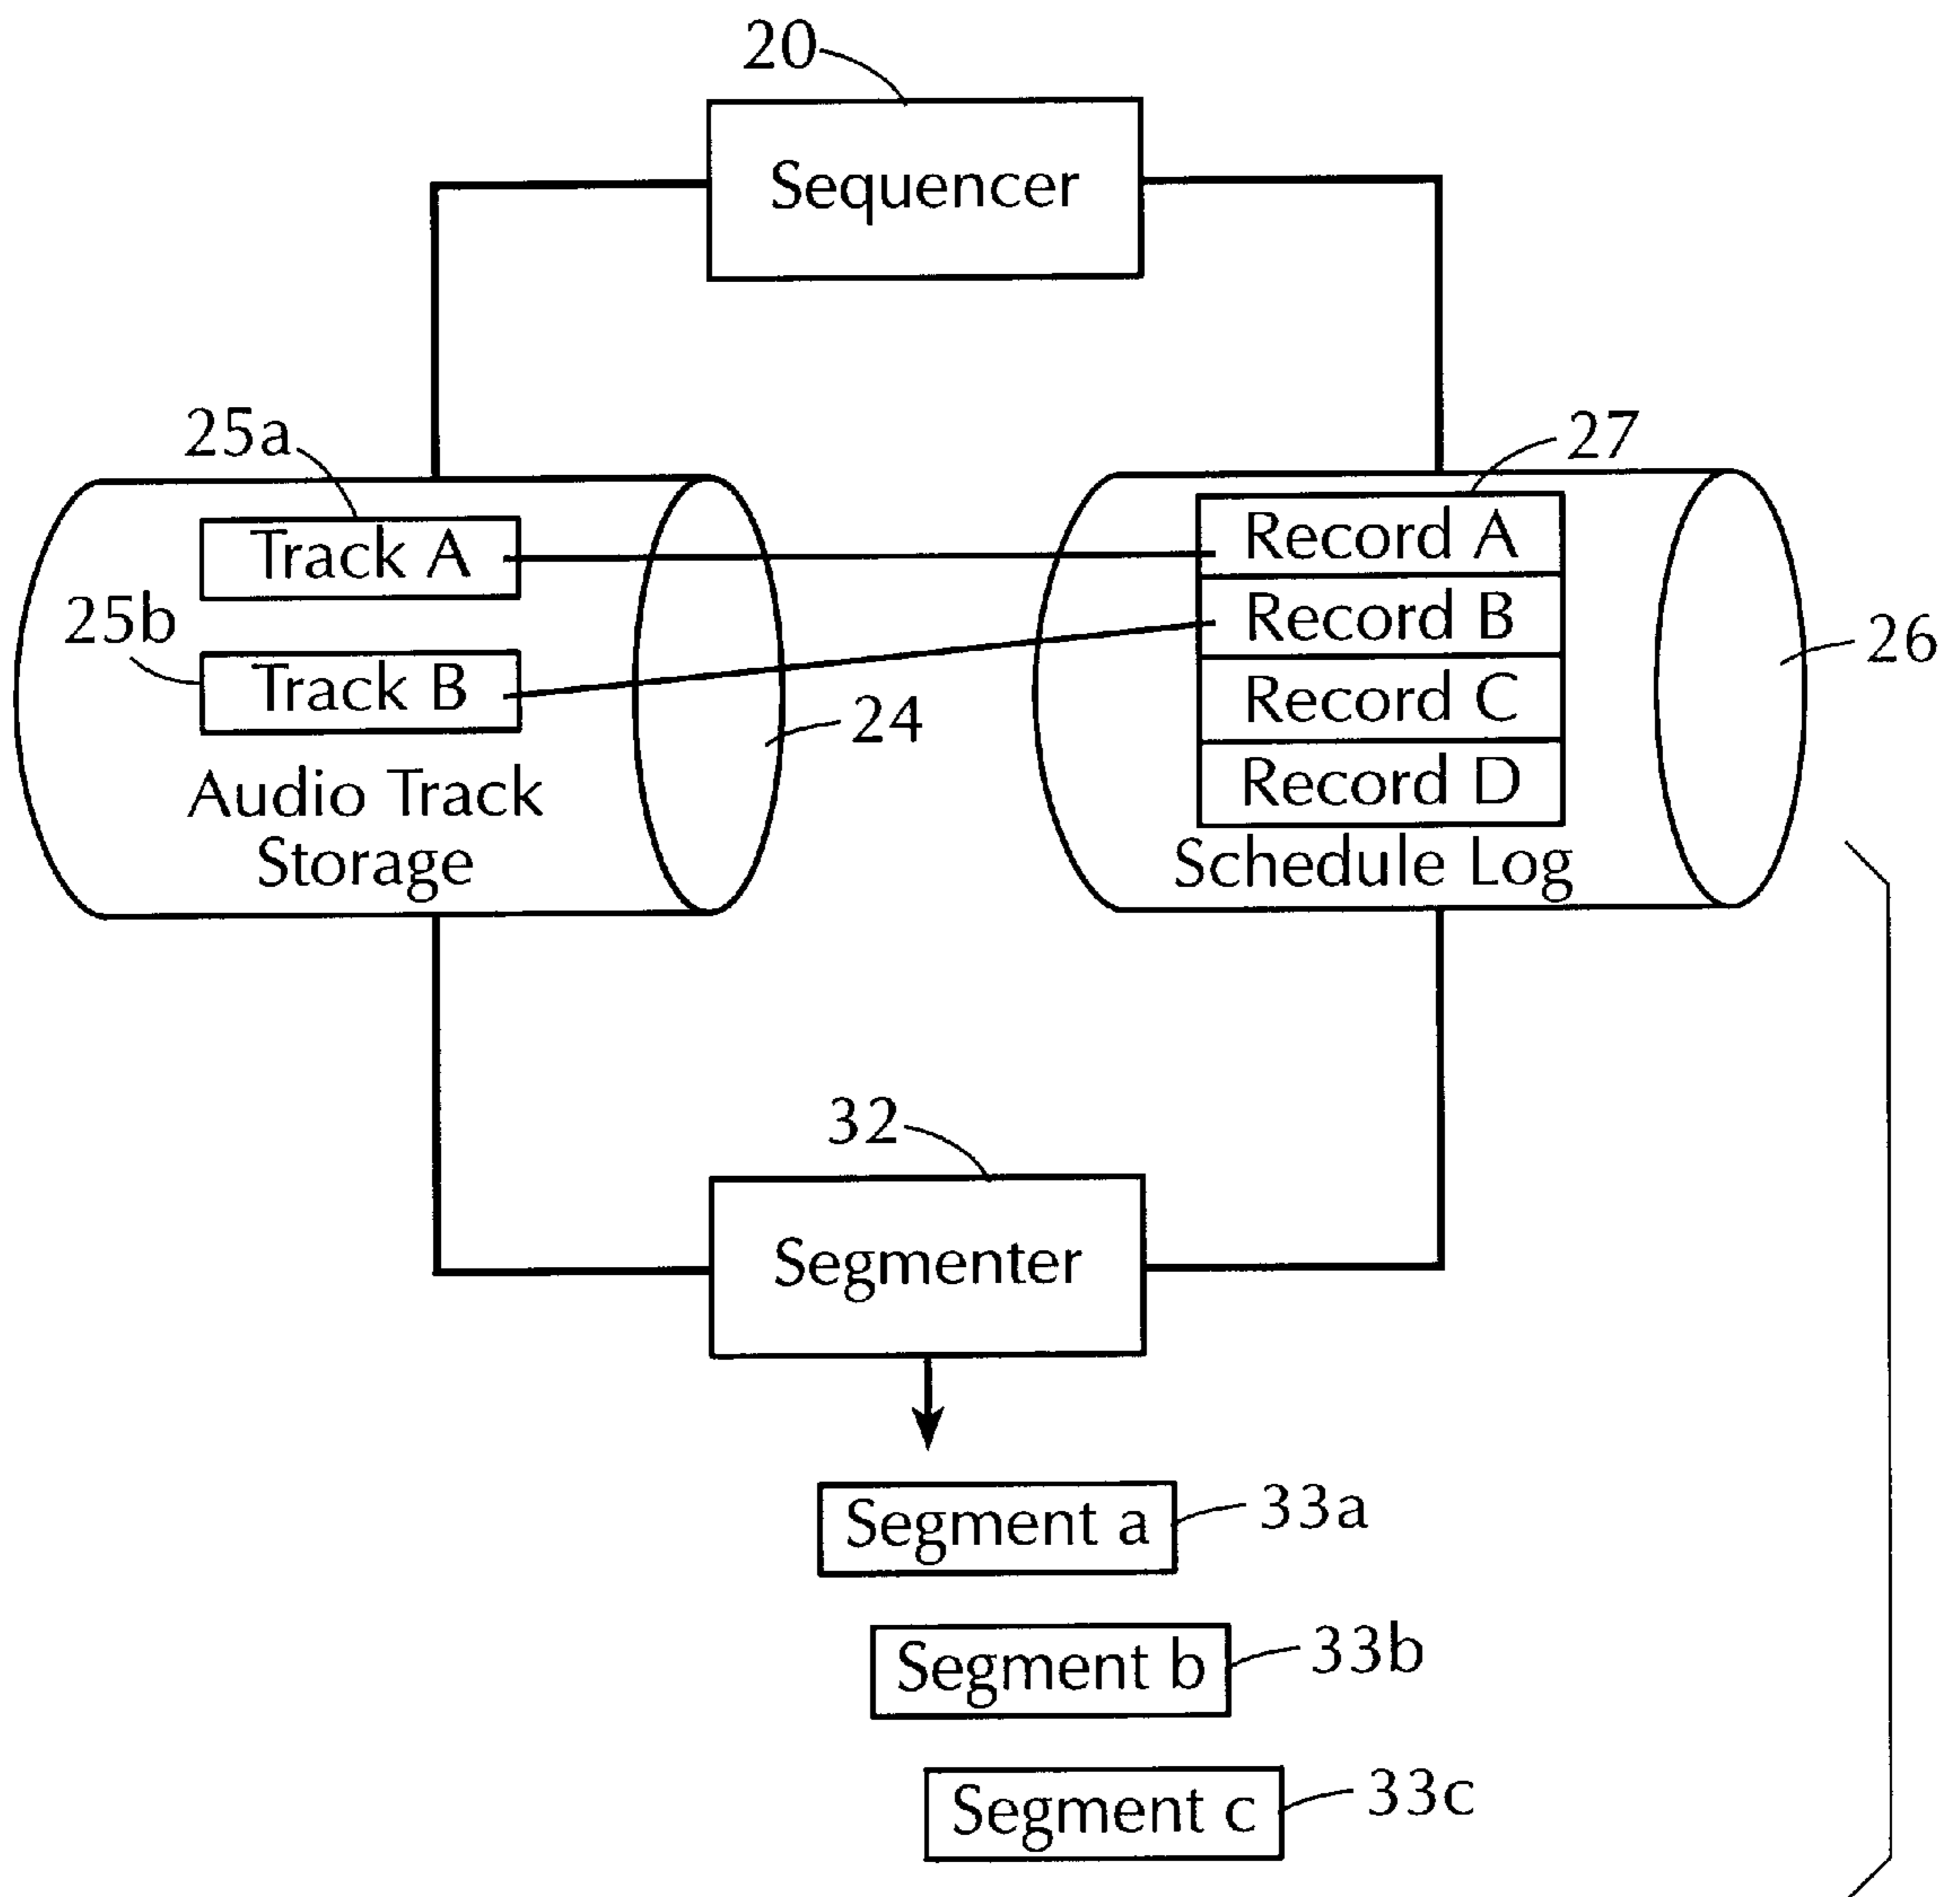 20
Sequencer
25a
27
Track A
Record A
25b
Record B
26
Track B
Record C
24
Audio Track
Record D
Storage
Schedule Log
32
Segmenter
Segment a
33a
Segment b
33b
Segment c
33c